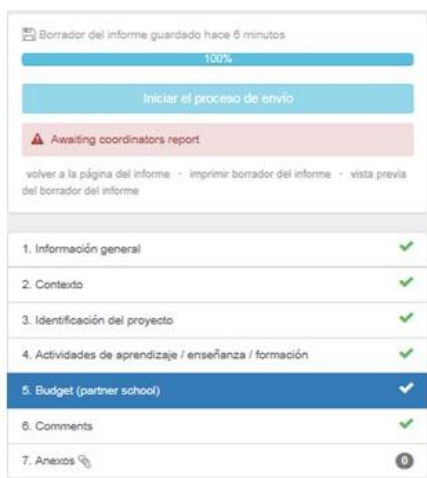 Borrador del informe guardado hace 6 minutos
100%
Iniciar el proceso de envío
Awaiting coordinators report
volver a la página del informe - imprimir borrador del informe - vista previa
del borrador del informe
1. Información general
2. Contexto
3. Identificación del proyecto
4. Actividades de aprendizaje / enseñanza / formación
5. Budget (partner school)
6. Comments
7. Anexos
0